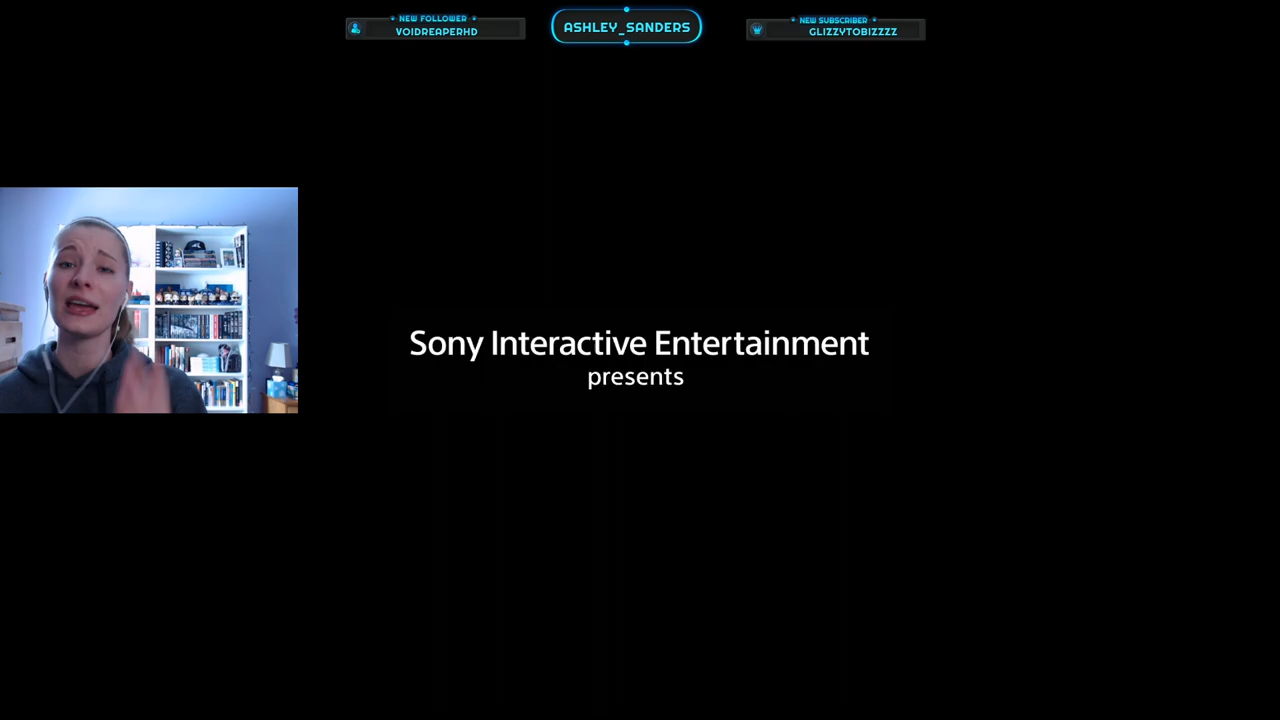 NEW FOLLOWER
VOIDREAPERHD
ASHLEY_SANDERS
NEW SUBSCRIBER
GLIZZYTOBIZZZZ
Sony Interactive Entertainment
presents